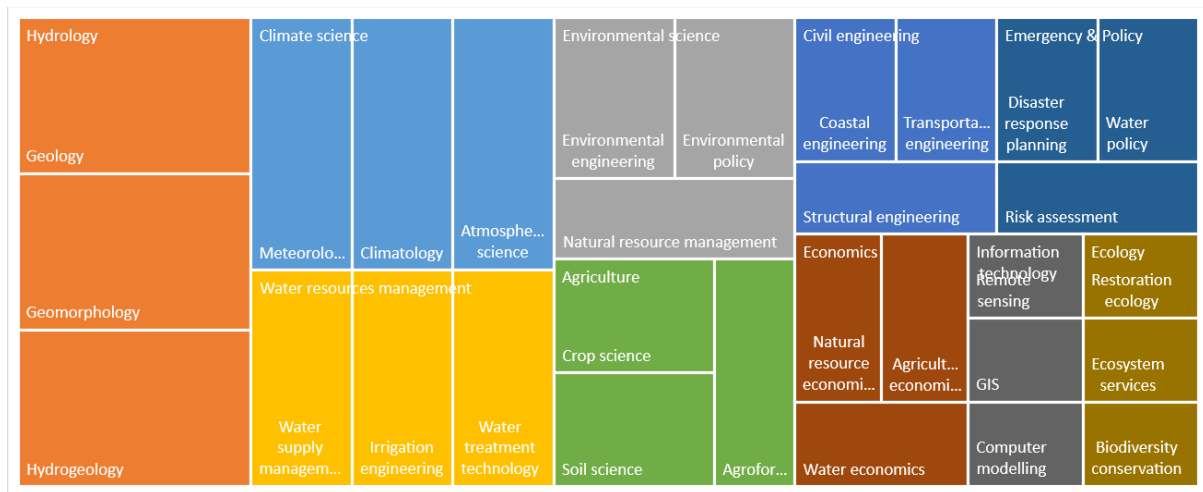 Hydrology
Geology
Geomorphology
Hydrogeology
Climate science
Meteorolo...
Climatology
Atmosphe...
science
Water resources management
Water
supply
managem...
Irrigation
engineering
Water
treatment
technology
Environmental science
Environmental
engineering
Environmental
policy
Natural resource management
Agriculture
Crop science
Soil science
Agrofor...
Civil engineering
Coastal
engineering
Transporta...
engineering
Structural engineering
Emergency & Policy
Disaster
response
planning
Water
policy
Risk assessment
Economics
Natural
resource
economi...
Agricult...
economi...
Water economics
Information
technology
Remote
sensing
GIS
Computer
modelling
Ecology
Restoration
ecology
Ecosystem
services
Biodiversity
conservation